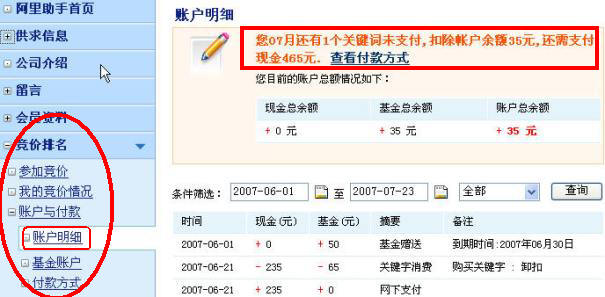 阿里助手首页
供求信息
公司介绍
留言
会员资料
竞价排名
参加竞价
我的竞价情况
账户与付款
账户明细
基金账户
付款方式
账户明细
您07月还有1个关键词未支付,扣除帐户余额35元,还需支付
现金465元. 查看付款方式
您目前的账户总额情况如下:
现金总余额 基金总余额 账户总余额
+ 0 元 + 35 元 + 35 元
条件筛选: 2007-06-01 至 2007-07-23 全部 查询
时间 现金(元) 基金(元) 摘要 备注
2007-06-01 + 0 + 50 基金赠送 到期时间:2007年06月30日
2007-06-21 - 235 - 65 关键字消费 购买关键字 : 卸扣
2007-06-21 + 235 + 0 网下支付